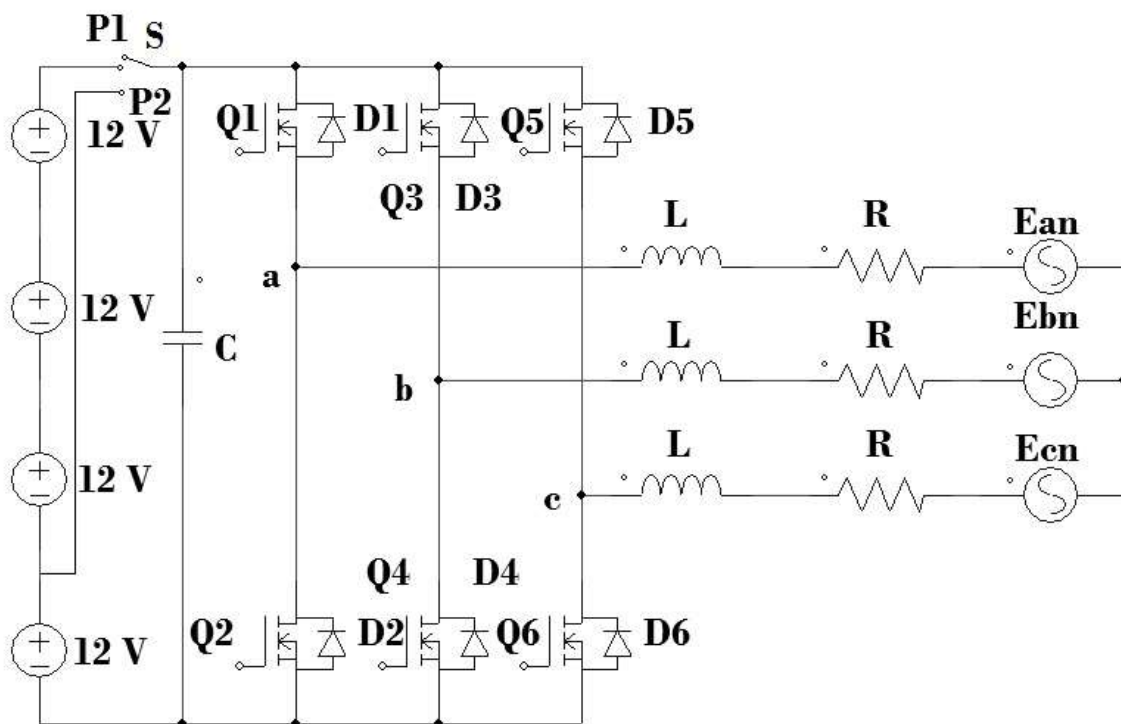 P1 S
P2
12 V
Q1 D1 Q5 D5
Q3 D3
L R Ean
a
12 V
C
L R Ebn
b
L R Ecn
12 V
c
Q4 D4
12 V
Q2 D2 Q6 D6